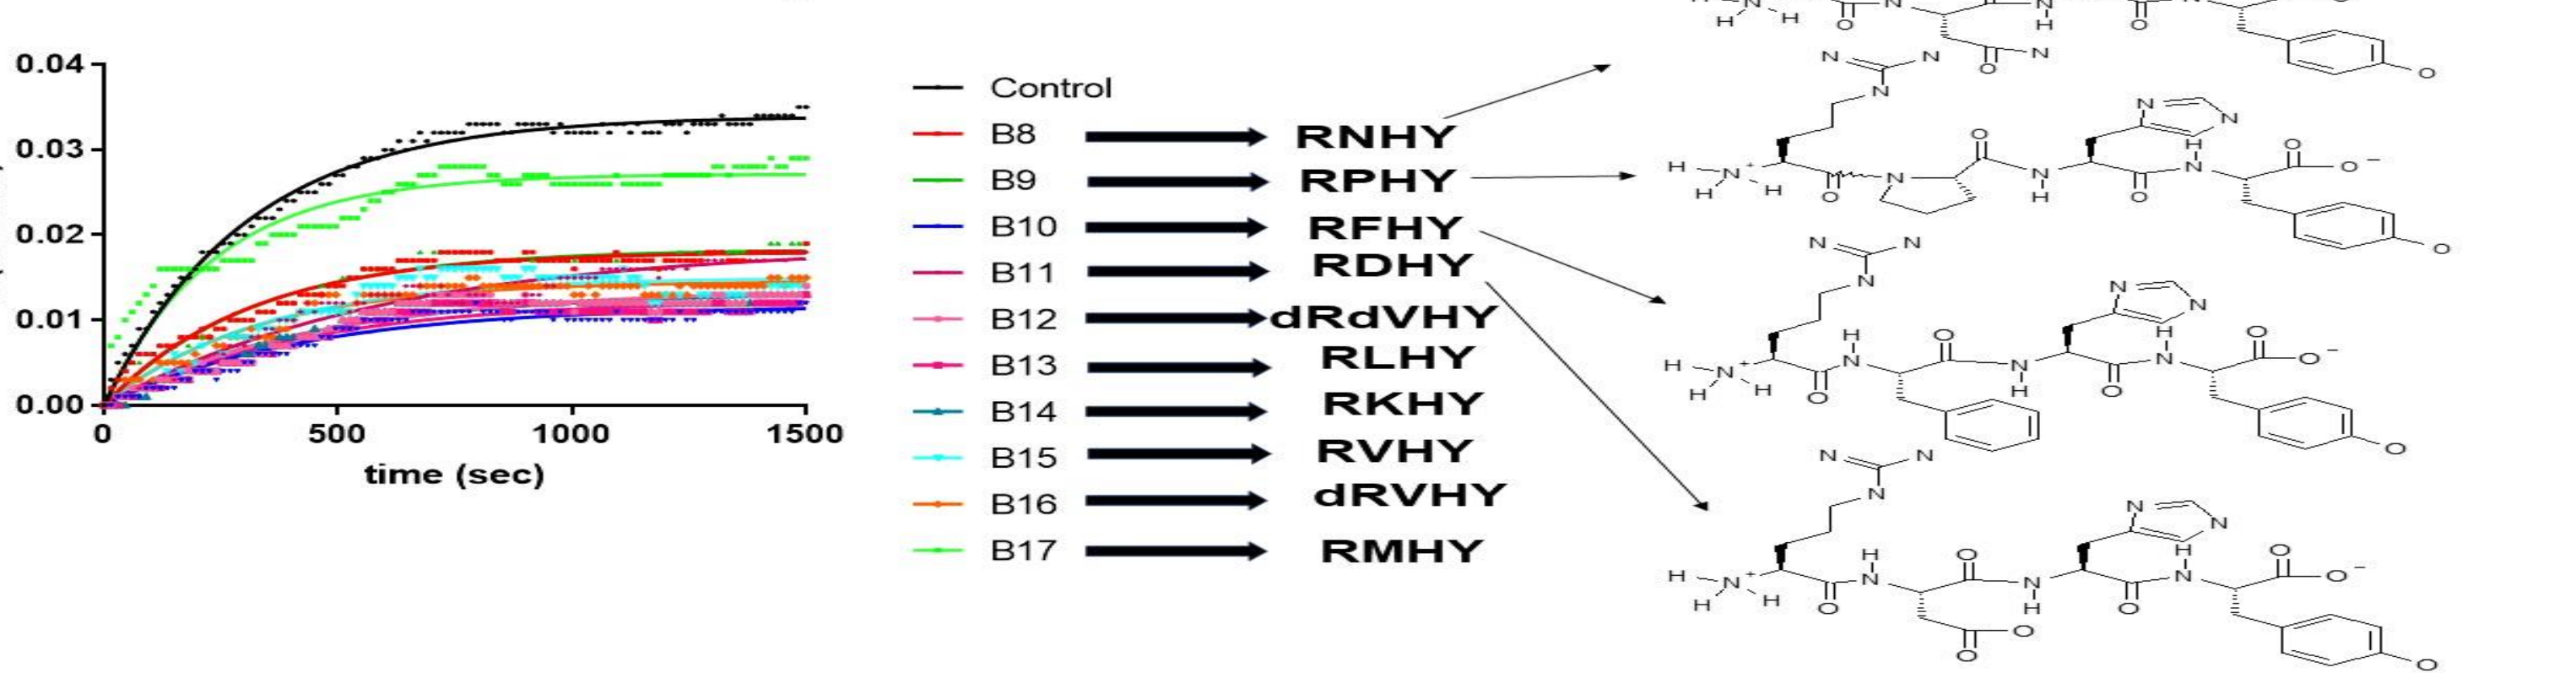 0.04
0.03
0.02
0.01
0.00
0
500
1000
1500
time (sec)
Control
B8 RNHY
B9 RPHY
B10 RFHY
B11 RDHY
B12 dRdVHY
B13 RLHY
B14 RKHY
B15 RVHY
B16 dRVHY
B17 RMHY
H N H O N N H O N O
O N
N N
N
N
N
H N + H H O N O N H O H N O O −
O
N N
N
N
N
H N + H H O H N O N H O H N O O −
O
N N
N
N
N
H N + H H O H N O N H O H N O O −
O O
O